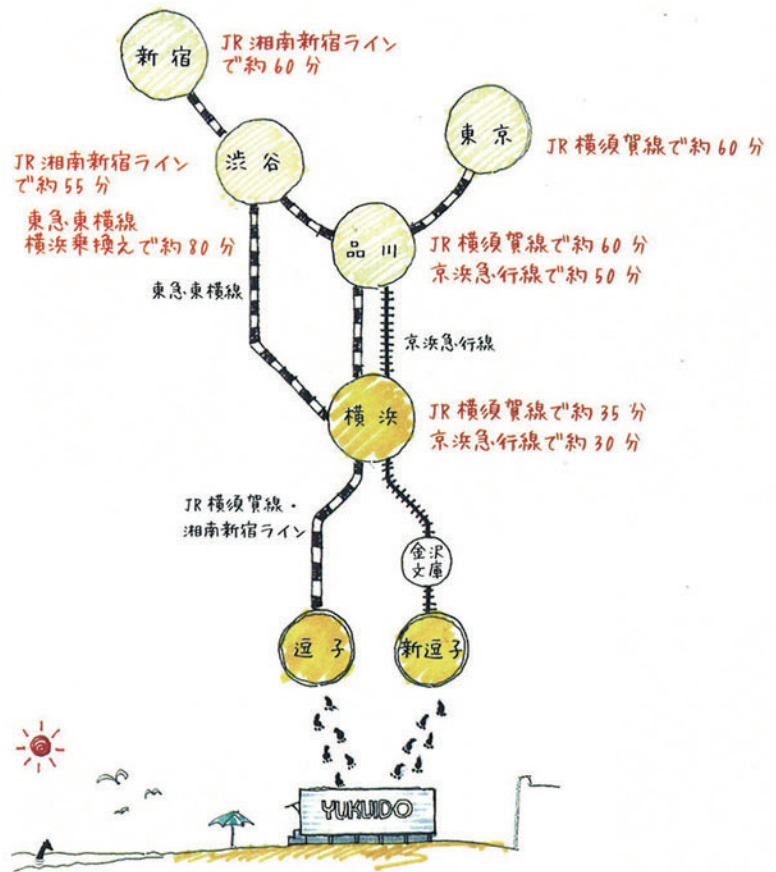 新宿
JR湘南新宿ライン
で約60分
東京
JR横須賀線で約60分
渋谷
JR湘南新宿ライン
で約55分
東急東横線
横浜乗換えで約80分
品川
JR横須賀線で約60分
京浜急行線で約50分
東急東横線
京浜急行線
横浜
JR横須賀線で約35分
京浜急行線で約30分
JR横須賀線・
湘南新宿ライン
金沢
文庫
逗子
新逗子
YUKUIDO